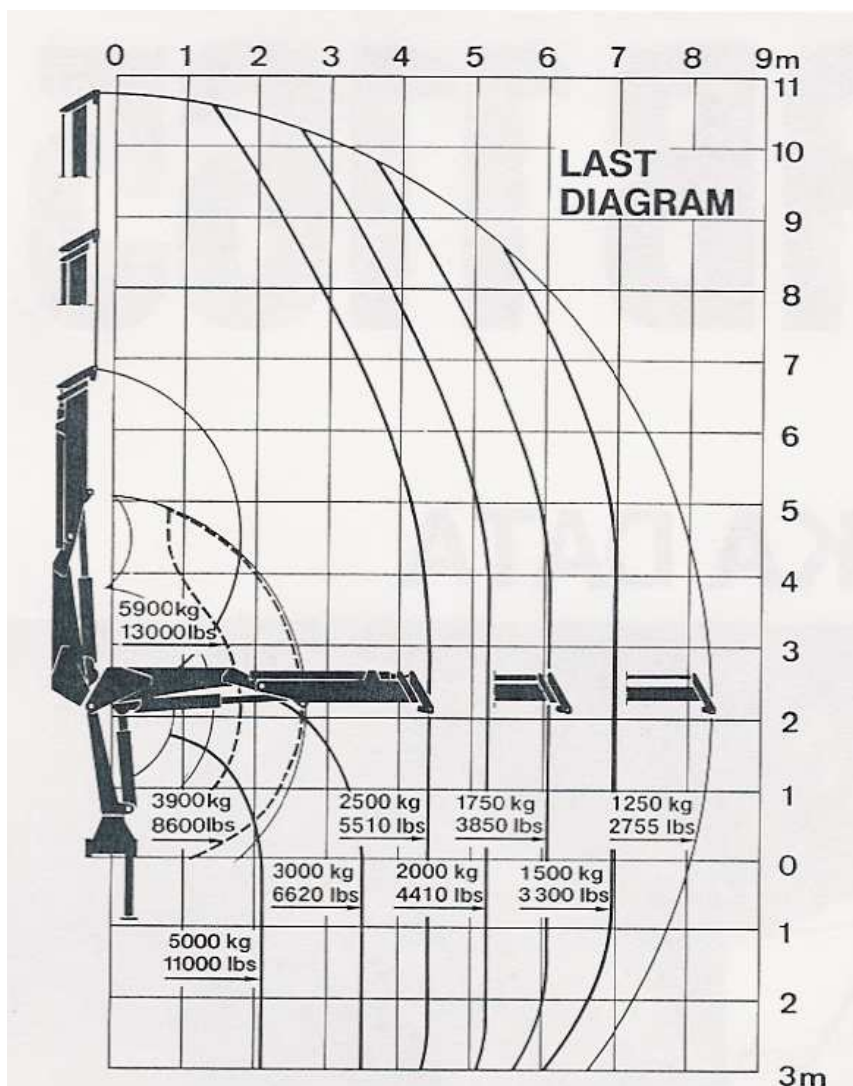 0 1 2 3 4 5 6 7 8 9m
11
10
LAST
DIAGRAM
9
8
7
6
5
4
5900kg
13000lbs
3
2
3900kg
8600lbs
2500 kg
5510 lbs
1750 kg
3850 lbs
1250 kg
2755 lbs
1
0
3000 kg
6620 lbs
2000 kg
4410 lbs
1500 kg
3300 lbs
5000 kg
11000 lbs
1
2
3m